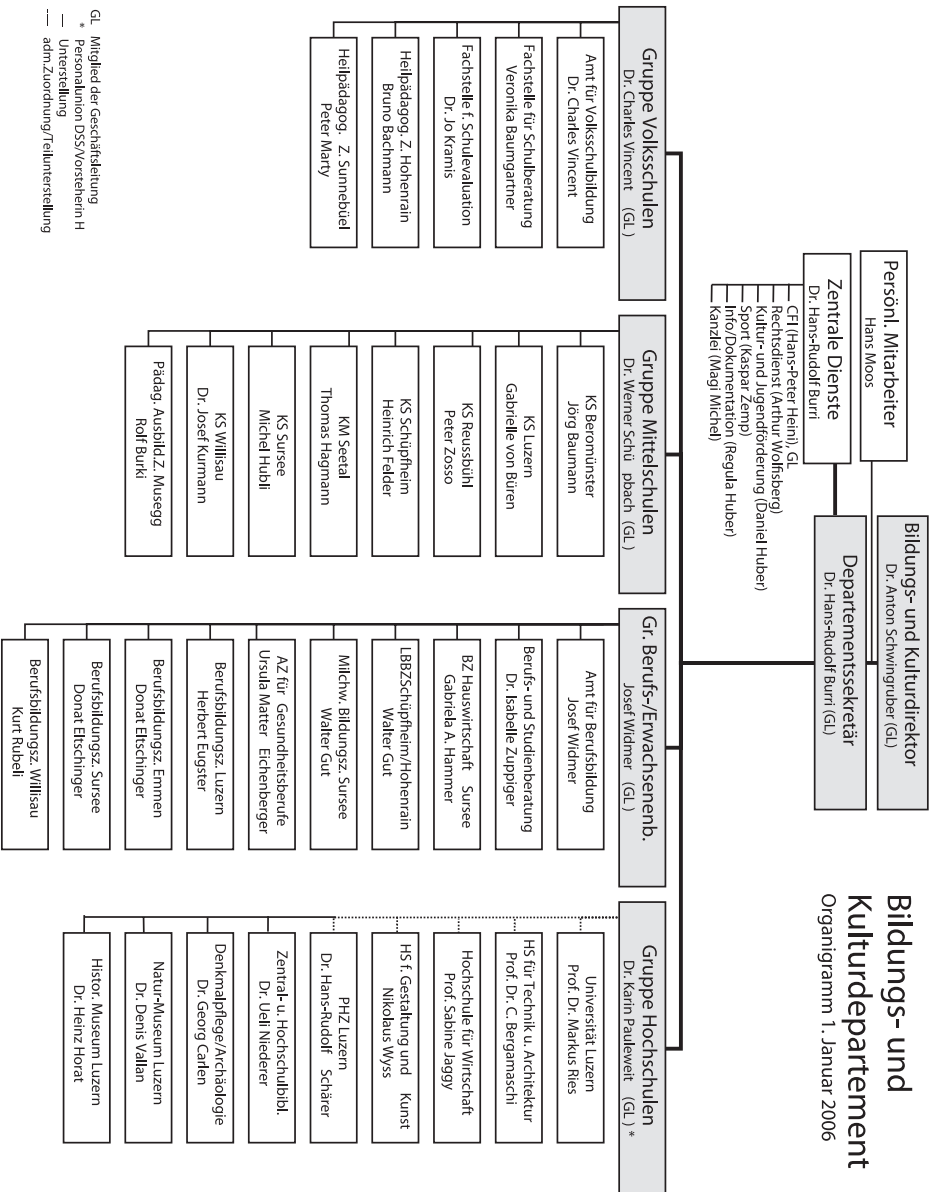 Bildungs- und
Kulturdepartement
Organigramm 1. Januar 2006
Bildungs- und Kulturdirektor
Dr. Anton Schwingruber (GL)
Departementssekretär
Dr. Hans-Rudolf Burri (GL)
Persönl. Mitarbeiter
Hans Moos
Zentrale Dienste
Dr. Hans-Rudolf Burri
CFI (Hans-Peter Heini), GL
Rechtsdienst (Arthur Wolfisberg)
Kultur- und Jugendförderung (Daniel Huber)
Sport (Kaspar Zemp)
Info/Dokumentation (Regula Huber)
Kanzlei (Magi Michel)
Gruppe Volksschulen
Dr. Charles Vincent (GL)
Amt für Volksschulbildung
Dr. Charles Vincent
Fachstelle für Schulberatung
Veronika Baumgartner
Fachstelle f. Schulevaluation
Dr. Jo Kramis
Heilpädagog. Z. Hohenrain
Bruno Bachmann
Heilpädagog. Z. Sunnebüel
Peter Marty
Gruppe Mittelschulen
Dr. Werner Schü pbach (GL)
KS Beromünster
Jörg Baumann
KS Luzern
Gabrielle von Büren
KS Reussbühl
Peter Zosso
KS Schüpfheim
Heinrich Felder
KM Seetal
Thomas Hagmann
KS Sursee
Michel Hubli
KS Willisau
Dr. Josef Kurmann
Pädag. Ausbild.Z. Musegg
Rolf Burki
Gr. Berufs-/Erwachsenenb.
Josef Widmer (GL)
Amt für Berufsbildung
Josef Widmer
Berufs- und Studienberatung
Dr. Isabelle Zuppiger
BZ Hauswirtschaft Sursee
Gabriela A. Hammer
LBBZSchüpfheim/Hohenrain
Walter Gut
Milchw. Bildungsz. Sursee
Walter Gut
AZ für Gesundheitsberufe
Ursula Matter Eichenberger
Berufsbildungsz. Luzern
Herbert Eugster
Berufsbildungsz. Emmen
Donat Eltschinger
Berufsbildungsz. Sursee
Donat Eltschinger
Berufsbildungsz. Willisau
Kurt Rubeli
Gruppe Hochschulen
Dr. Karin Pauleweit (GL) *
Universität Luzern
Prof. Dr. Markus Ries
HS für Technik u. Architektur
Prof. Dr. C. Bergamaschi
Hochschule für Wirtschaft
Prof. Sabine Jaggy
HS f. Gestaltung und Kunst
Nikolaus Wyss
PHZ Luzern
Dr. Hans-Rudolf Schärer
Zentral- u. Hochschulbibl.
Dr. Ueli Niederer
Denkmalpflege/Archäologie
Dr. Georg Carlen
Natur-Museum Luzern
Dr. Denis Vallan
Histor. Museum Luzern
Dr. Heinz Horat
GL Mitglied der Geschäftsleitung
* Personalunion DSS/Vorsteherin H
— Unterstellung
--- adm.Zuordnung/Teilunterstellung